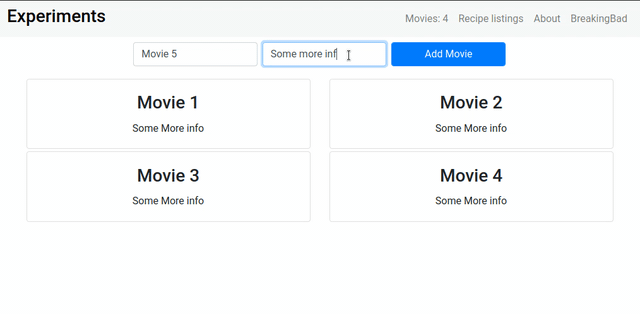 Experiments
Movies: 4 Recipe listings About BreakingBad
Movie 5 Some more inf Add Movie
Movie 1 Movie 2
Some More info Some More info
Movie 3 Movie 4
Some More info Some More info